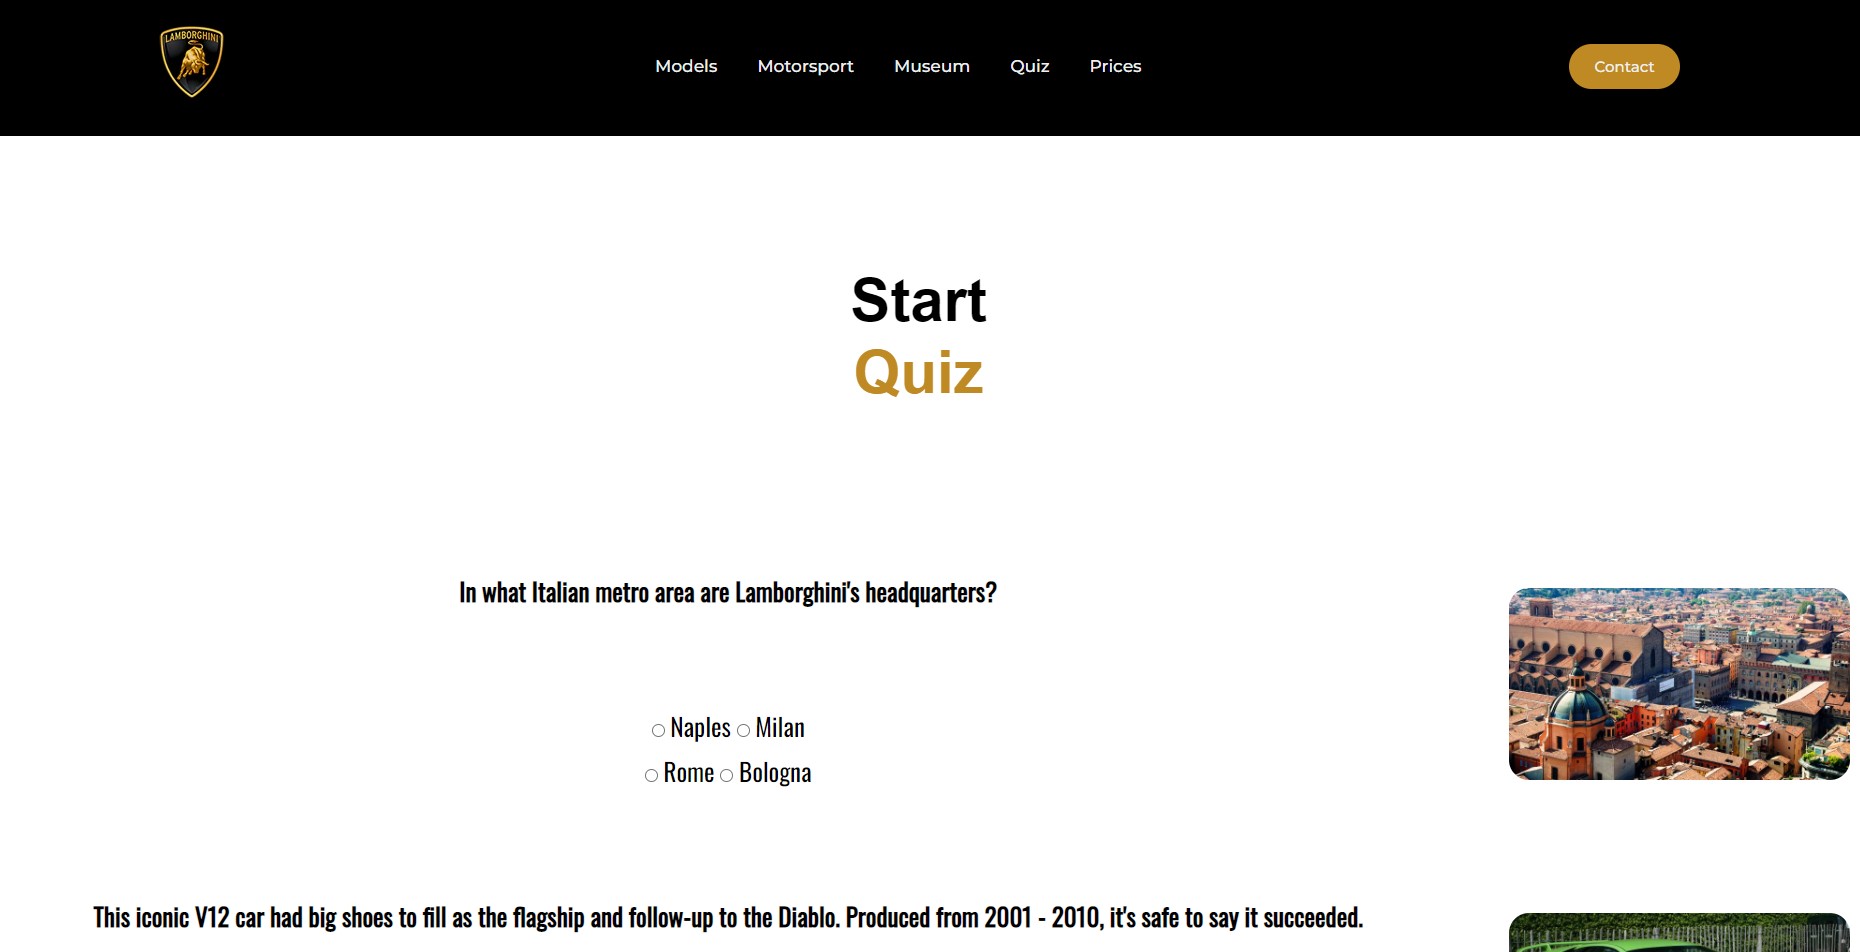 LAMBORGHINI
Models Motorsport Museum Quiz Prices Contact
Start
Quiz
In what Italian metro area are Lamborghini's headquarters?
Naples Milan
Rome Bologna
This iconic V12 car had big shoes to fill as the flagship and follow-up to the Diablo. Produced from 2001 - 2010, it's safe to say it succeeded.